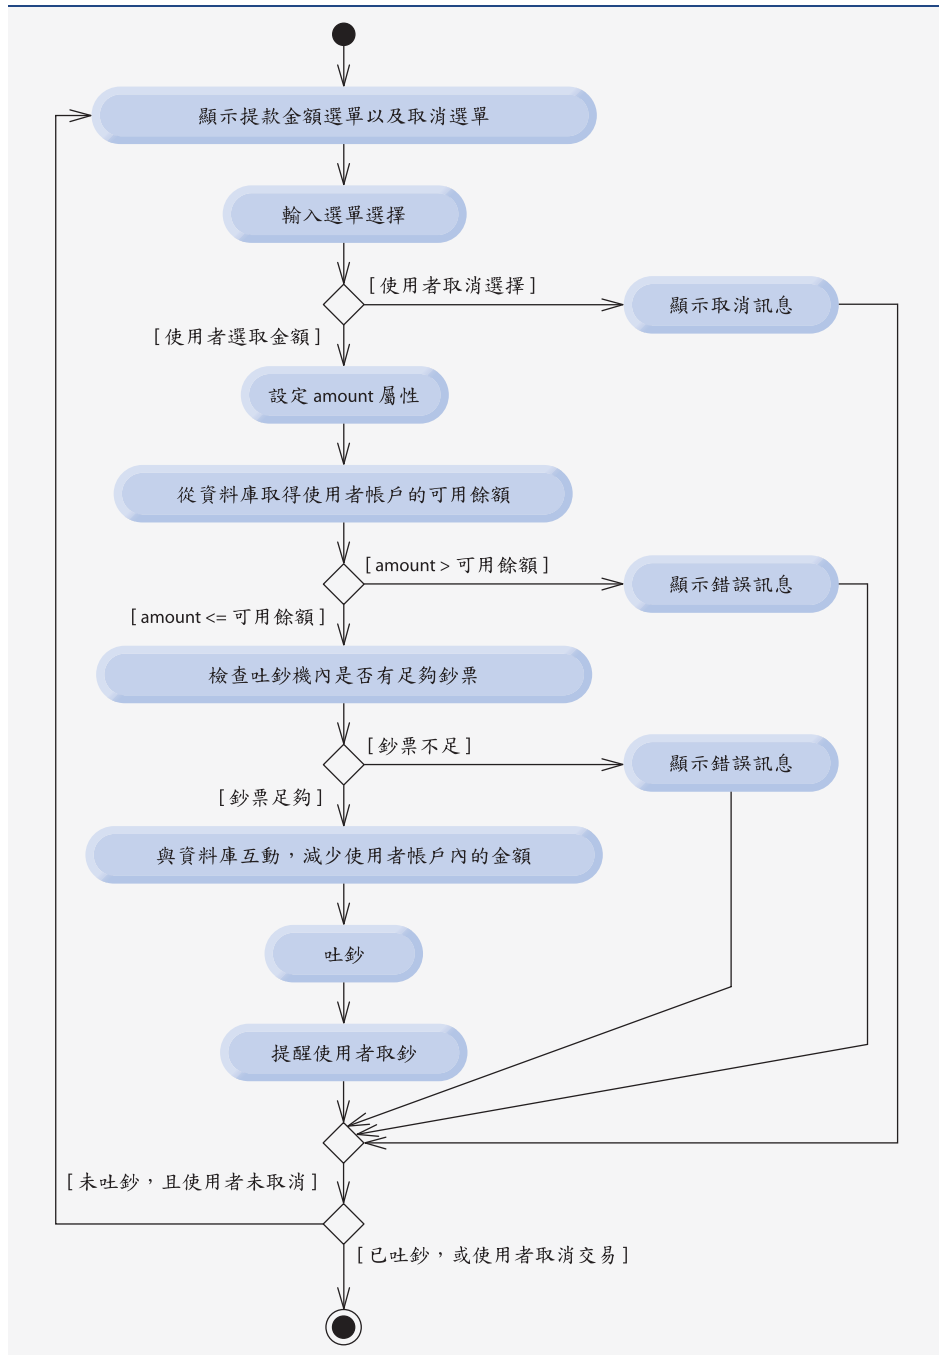 顯示提款金額選單以及取消選單
輸入選單選擇
[使用者取消選擇]
顯示取消訊息
[使用者選取金額]
設定 amount 屬性
從資料庫取得使用者帳戶的可用餘額
[amount > 可用餘額]
顯示錯誤訊息
[amount <= 可用餘額]
檢查吐鈔機內是否有足夠鈔票
[鈔票不足]
顯示錯誤訊息
[鈔票足夠]
與資料庫互動，減少使用者帳戶內的金額
吐鈔
提醒使用者取鈔
[未吐鈔，且使用者未取消]
[已吐鈔，或使用者取消交易]